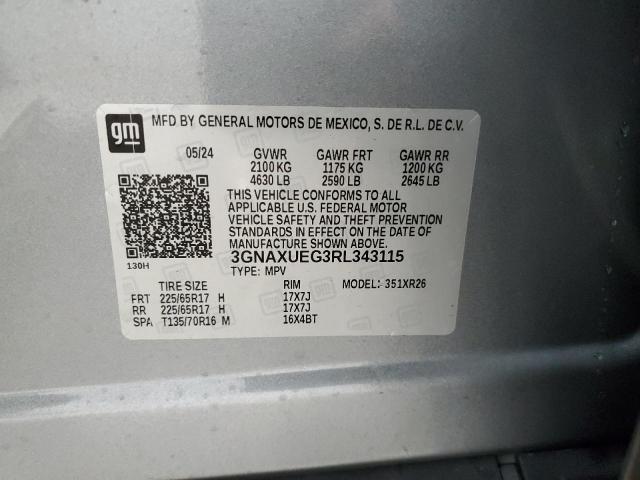 gm
MFD BY GENERAL MOTORS DE MEXICO, S. DE R.L. DE C.V.
05/24 GVWR GAWR FRT GAWR RR
2100 KG 1175 KG 1200 KG
4630 LB 2590 LB 2645 LB
THIS VEHICLE CONFORMS TO ALL
APPLICABLE U.S. FEDERAL MOTOR
VEHICLE SAFETY AND THEFT PREVENTION
STANDARDS IN EFFECT ON THE DATE OF
MANUFACTURE SHOWN ABOVE.
130H 3GNAXUEG3RL343115
TYPE: MPV MODEL: 351XR26
TIRE SIZE RIM
FRT 225/65R17 H 17X7J
RR 225/65R17 H 17X7J
SPA T135/70R16 M 16X4BT